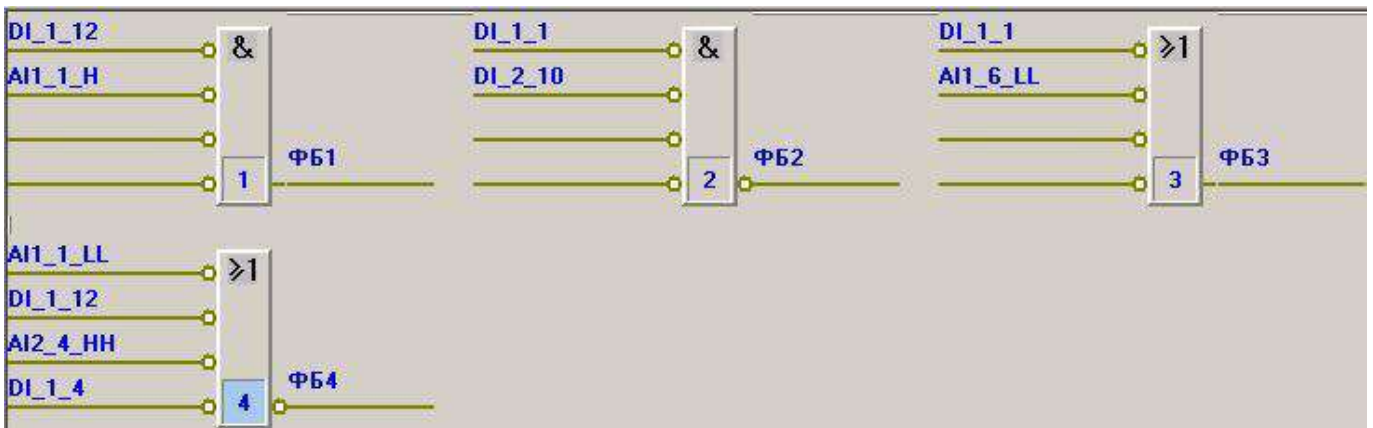 DI_1_12 & DI_1_1 & DI_1_1 ≥1
AI1_1_H DI_2_10 AI1_6_LL
ФБ1 ФБ2 ФБ3
1 2 3
AI1_1_LL ≥1
DI_1_12
AI2_4_HH
DI_1_4 4 ФБ4